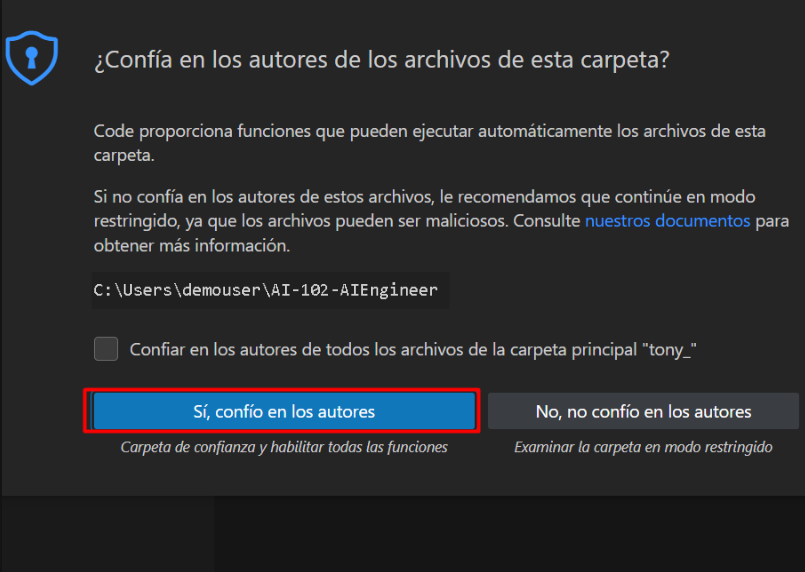 ¿Confía en los autores de los archivos de esta carpeta?
Code proporciona funciones que pueden ejecutar automáticamente los archivos de esta
carpeta.
Si no confía en los autores de estos archivos, le recomendamos que continúe en modo
restringido, ya que los archivos pueden ser maliciosos. Consulte nuestros documentos para
obtener más información.
C:\Users\demouser\AI-102-AIEngineer
Confiar en los autores de todos los archivos de la carpeta principal "tony_"
Sí, confío en los autores
No, no confío en los autores
Carpeta de confianza y habilitar todas las funciones
Examinar la carpeta en modo restringido